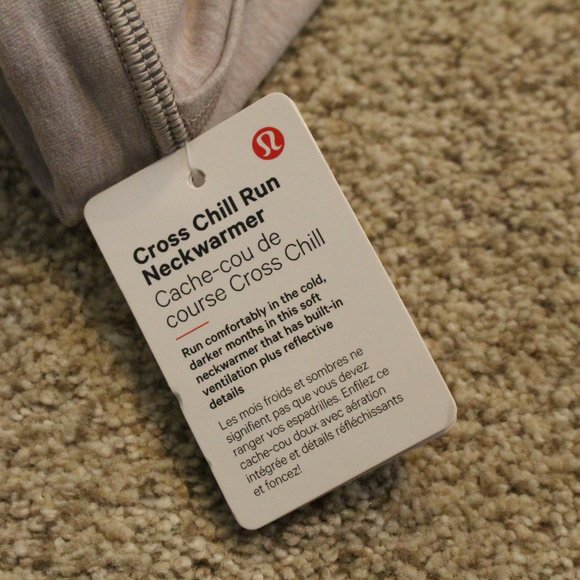 Cross Chill Run
Neckwarmer
Cache-cou de
course Cross Chill
Run comfortably in the cold,
darker months in this soft
neckwarmer that has built-in
ventilation plus reflective
details
Les mois froids et sombres ne
signifient pas que vous devez
ranger vos espadrilles. Enfilez ce
cache-cou doux avec aération
intégrée et détails réfléchissants
et foncez!